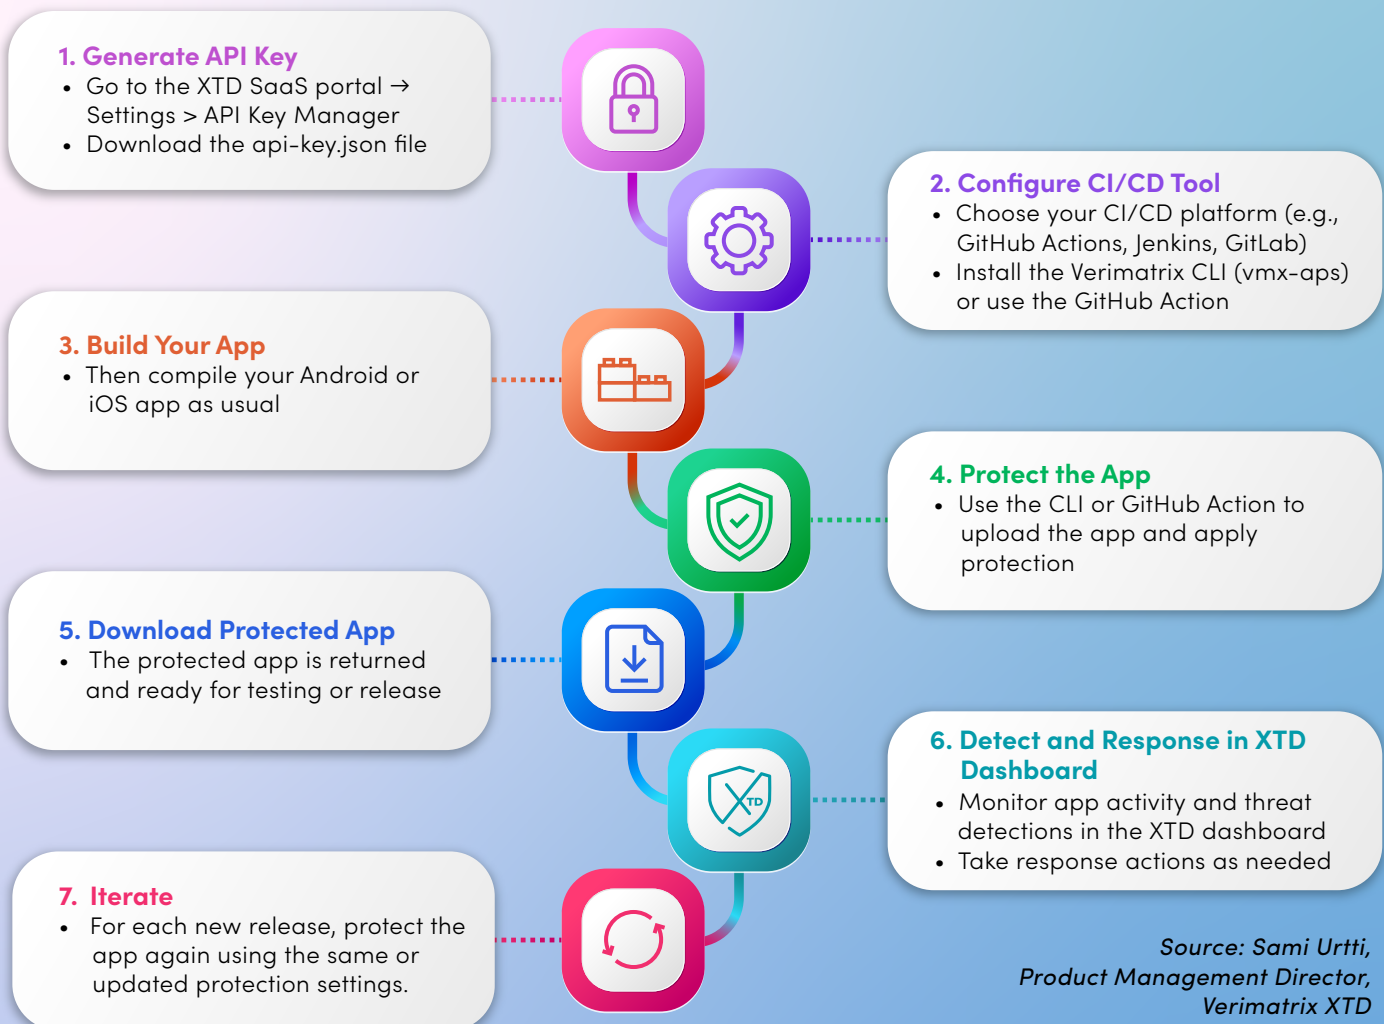 1. Generate API Key
• Go to the XTD SaaS portal →
Settings > API Key Manager
• Download the api-key.json file
2. Configure CI/CD Tool
• Choose your CI/CD platform (e.g.,
GitHub Actions, Jenkins, GitLab)
• Install the Verimatrix CLI (vmx-aps)
or use the GitHub Action
3. Build Your App
• Then compile your Android or
iOS app as usual
4. Protect the App
• Use the CLI or GitHub Action to
upload the app and apply
protection
5. Download Protected App
• The protected app is returned
and ready for testing or release
6. Detect and Response in XTD
Dashboard
• Monitor app activity and threat
detections in the XTD dashboard
• Take response actions as needed
XTD
7. Iterate
• For each new release, protect the
app again using the same or
updated protection settings.
Source: Sami Urtti,
Product Management Director,
Verimatrix XTD